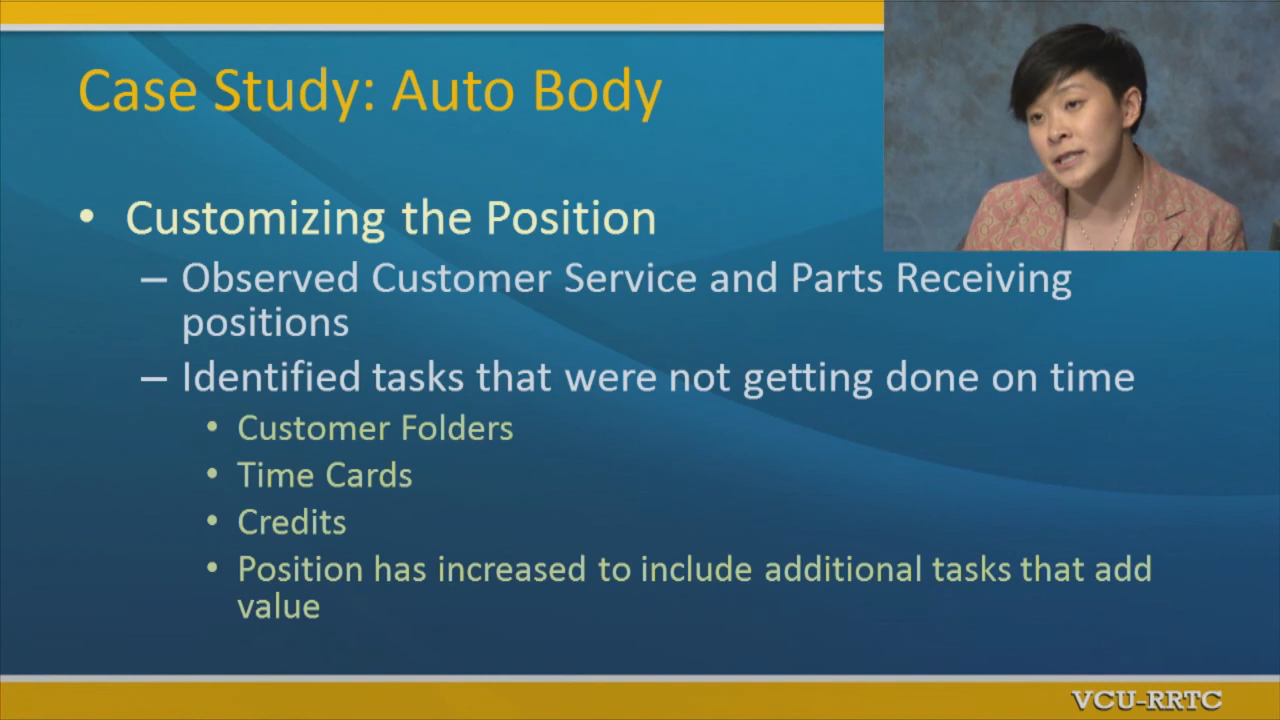 Case Study: Auto Body
• Customizing the Position
– Observed Customer Service and Parts Receiving
positions
– Identified tasks that were not getting done on time
• Customer Folders
• Time Cards
• Credits
• Position has increased to include additional tasks that add
value
VCU-RRTC